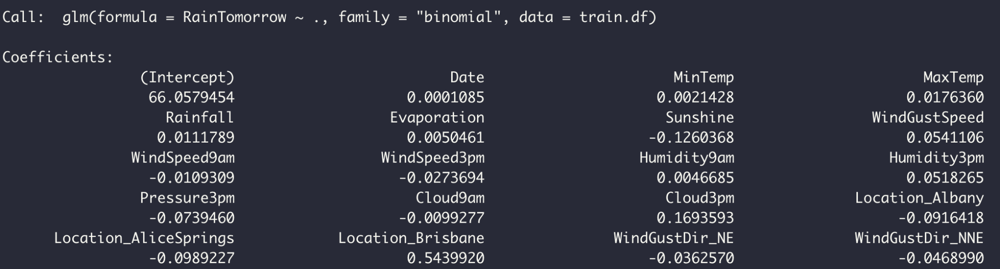 Call:  glm(formula = RainTomorrow ~ ., family = "binomial", data = train.df)
Coefficients:
(Intercept) Date MinTemp MaxTemp
66.0579454 0.0001085 0.0021428 0.0176360
Rainfall Evaporation Sunshine WindGustSpeed
0.0111789 0.0050461 -0.1260368 0.0541106
WindSpeed9am WindSpeed3pm Humidity9am Humidity3pm
-0.0109309 -0.0273694 0.0046685 0.0518265
Pressure3pm Cloud9am Cloud3pm Location_Albany
-0.0739460 -0.0099277 0.1693593 -0.0916418
Location_AliceSprings Location_Brisbane WindGustDir_NE WindGustDir_NNE
-0.0989227 0.5439920 -0.0362570 -0.0468990